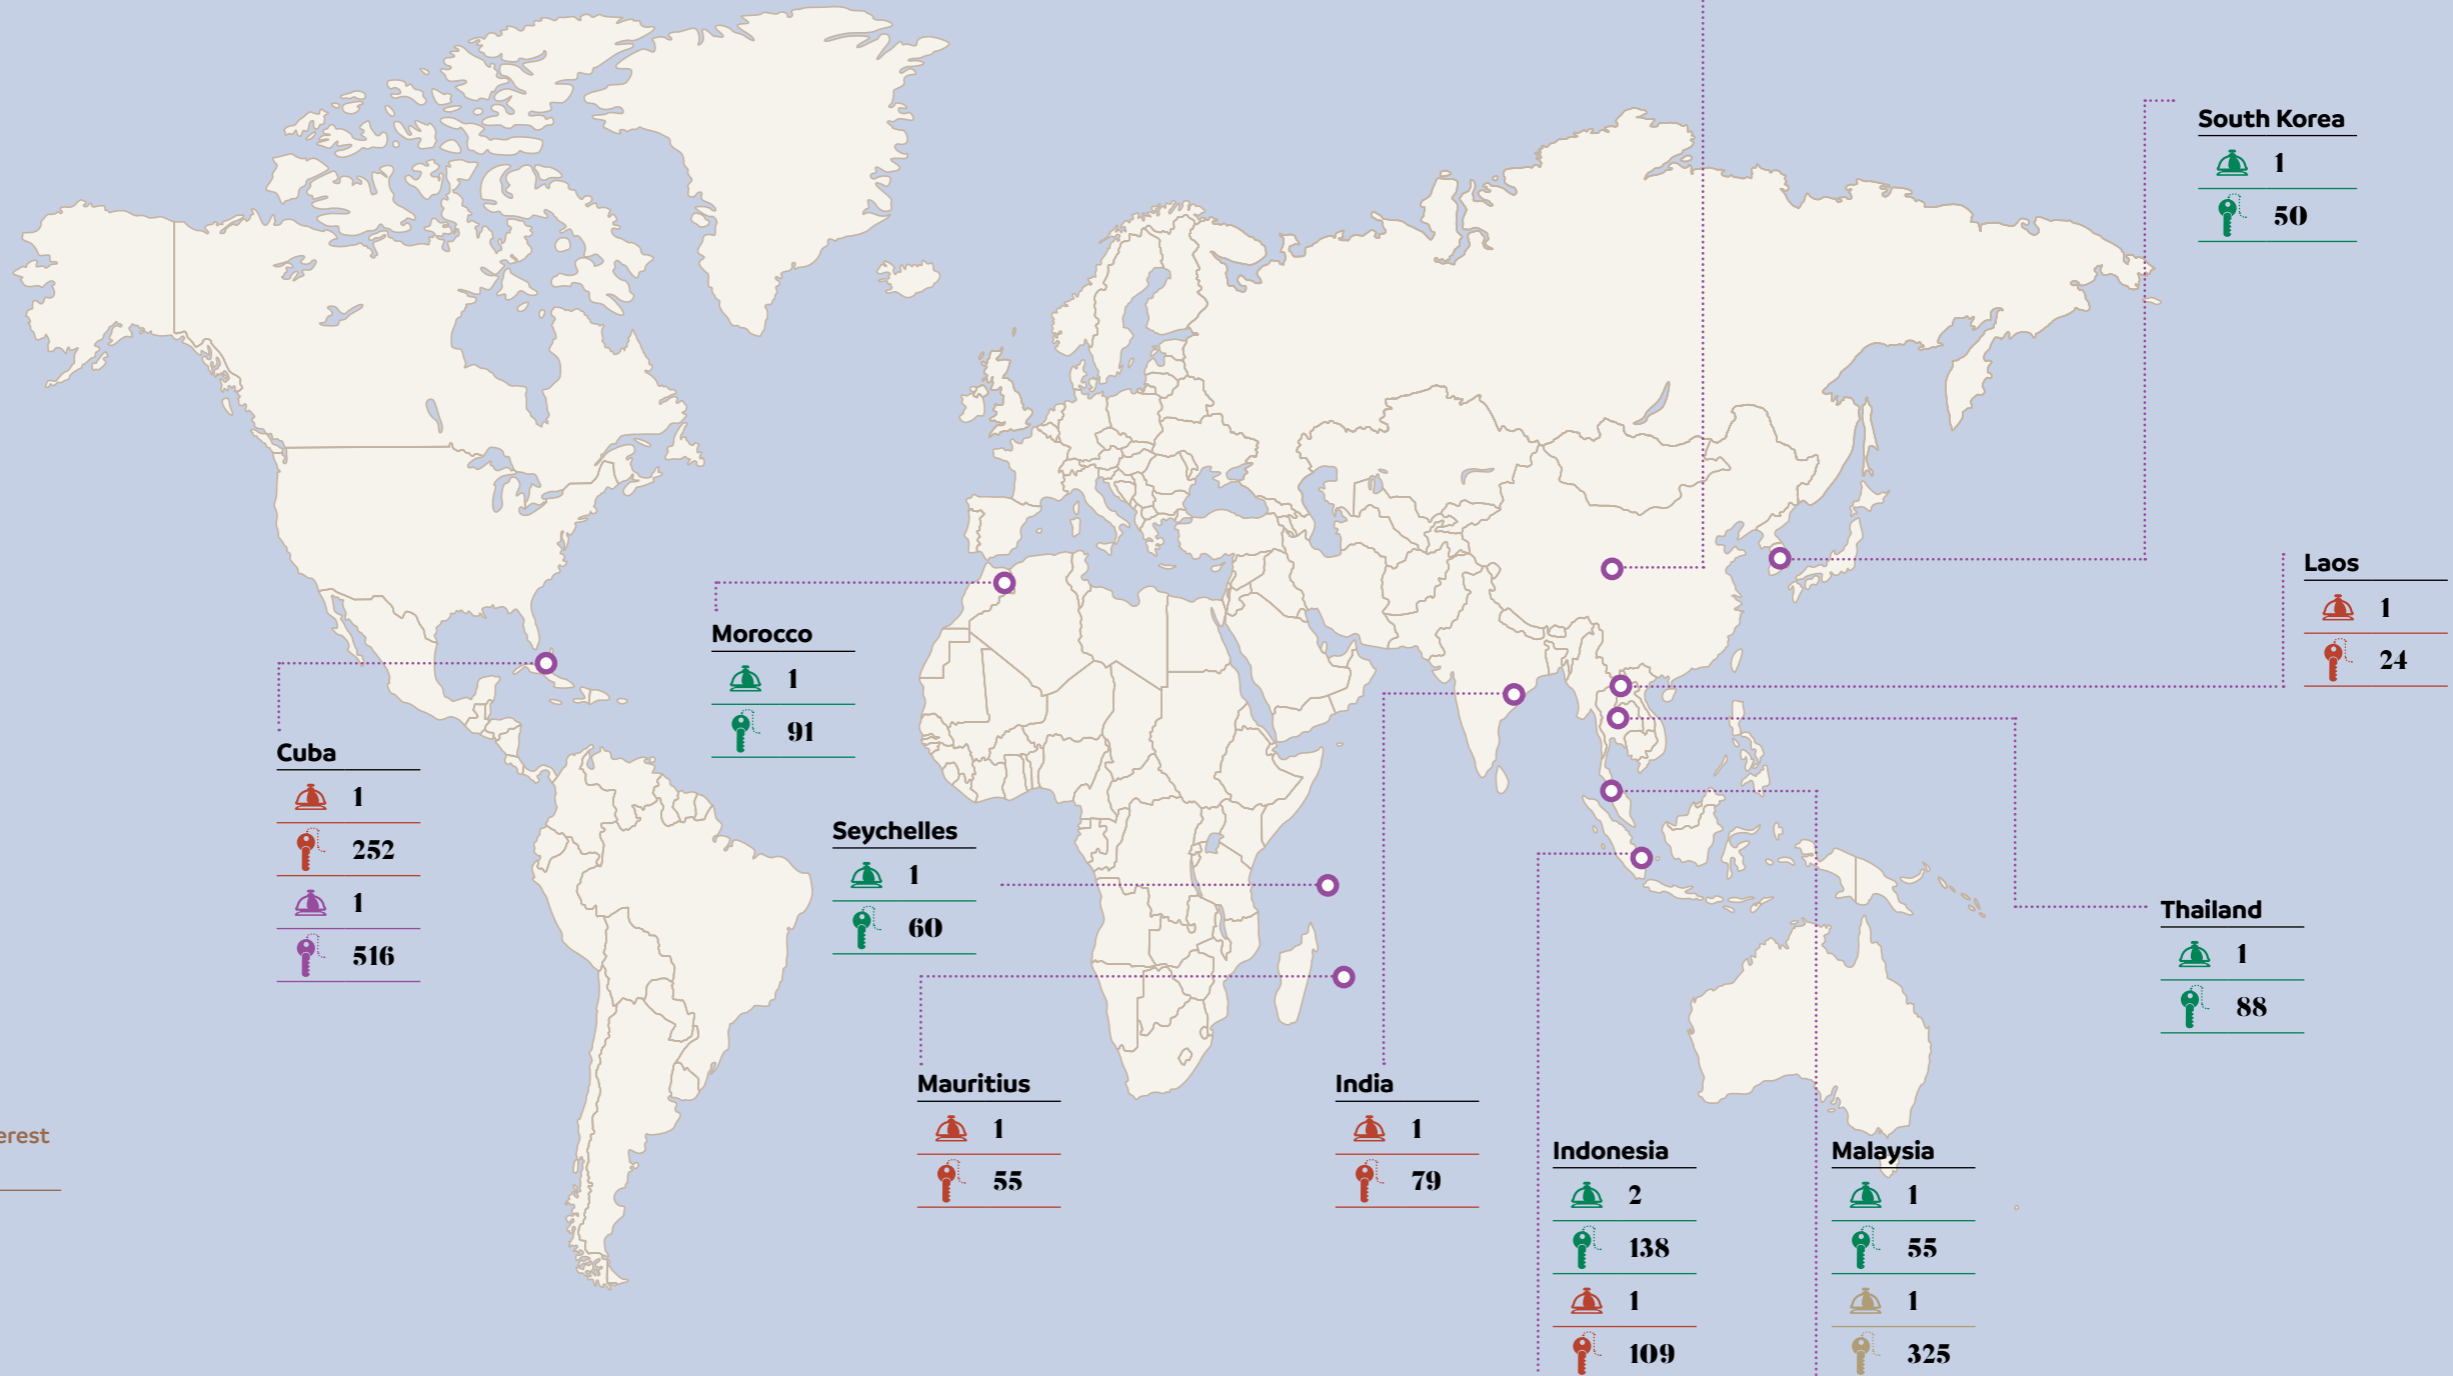 South Korea
1
50
Laos
1
24
Morocco
1
91
Cuba
1
252
1
516
Seychelles
1
60
Thailand
1
88
Mauritius
1
55
India
1
79
erest
Indonesia
2
138
1
109
Malaysia
1
55
1
325